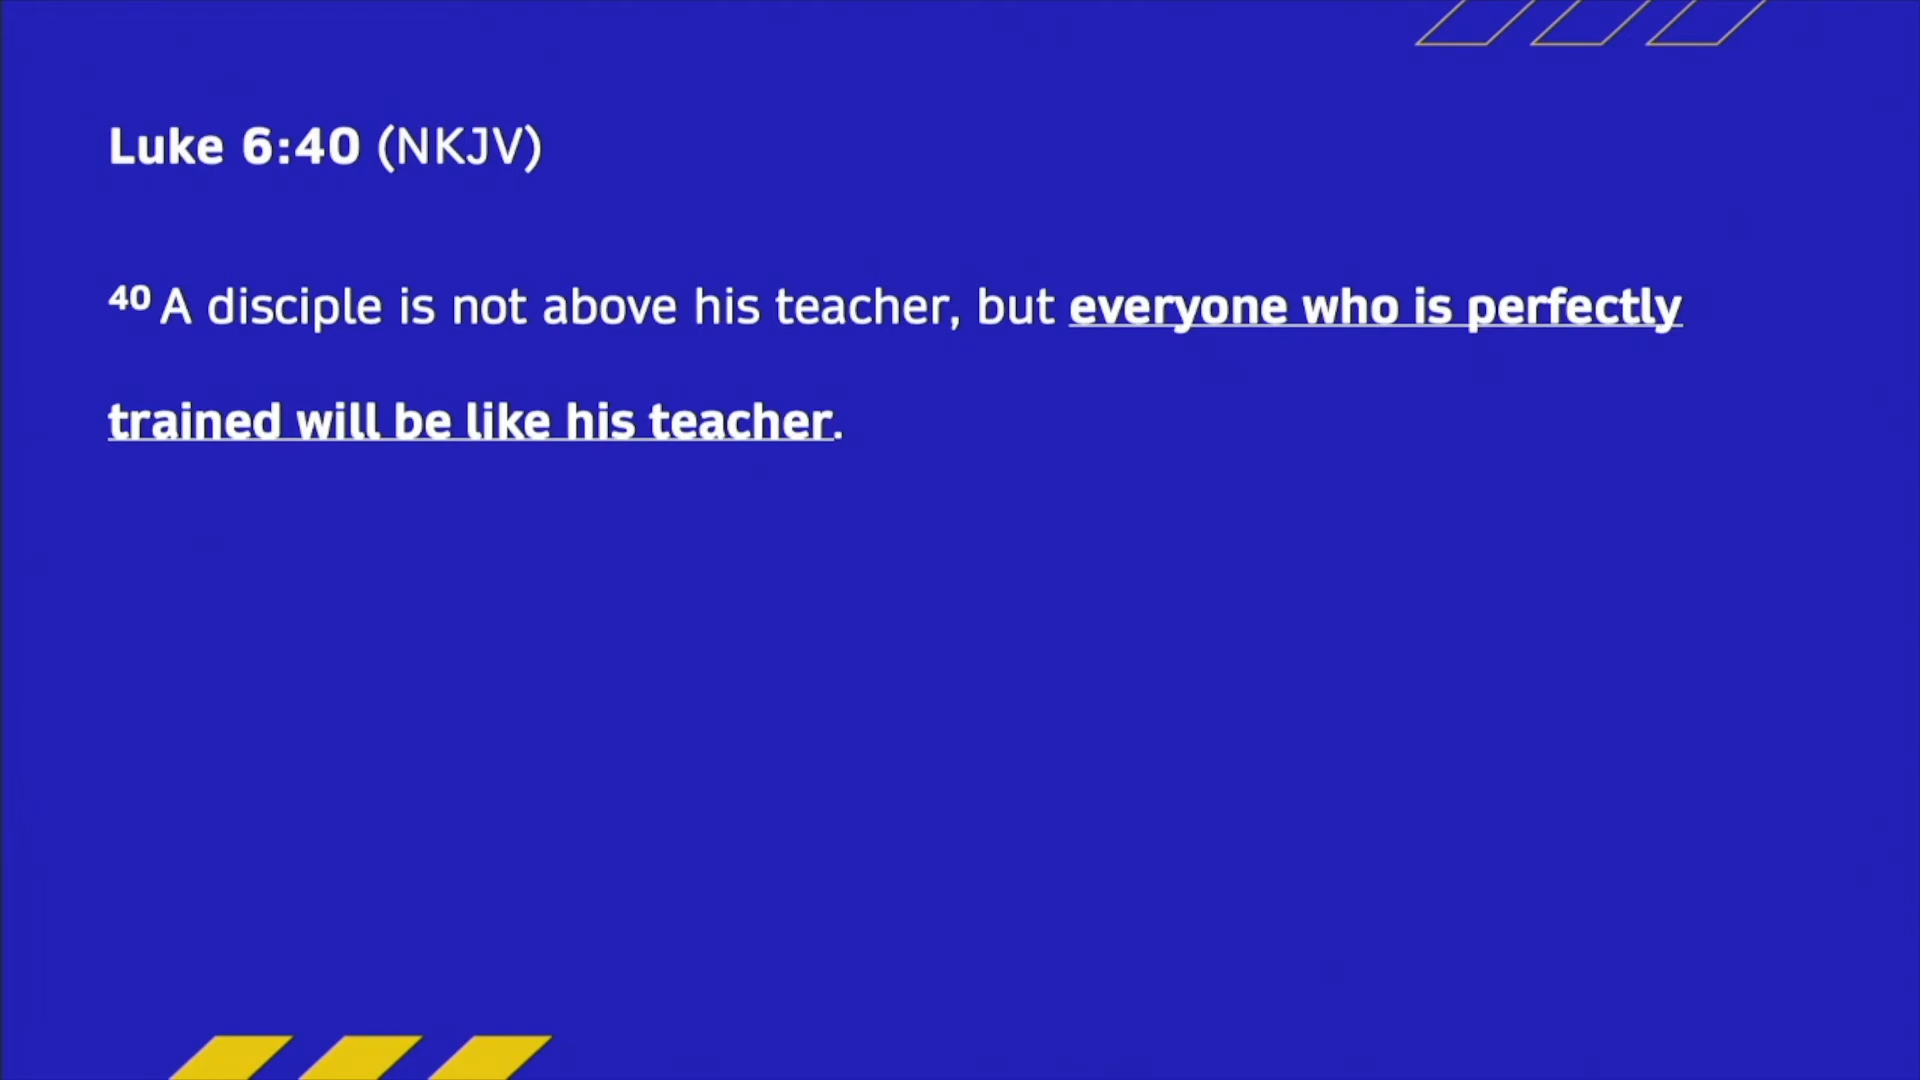 Luke 6:40 (NKJV)
40 A disciple is not above his teacher, but everyone who is perfectly
trained will be like his teacher.